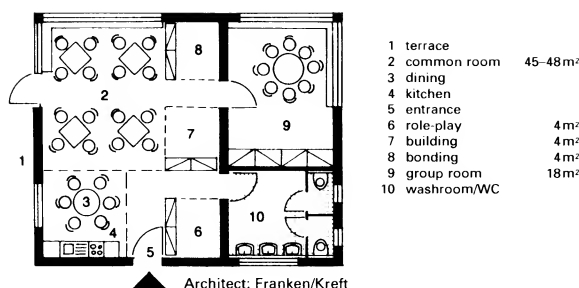 8
2
9
7
1
3
4
10
6
5
Architect: Franken/Kreft
1 terrace
2 common room 45–48 m²
3 dining
4 kitchen
5 entrance
6 role-play 4 m²
7 building 4 m²
8 bonding 4 m²
9 group room 18 m²
10 washroom/WC